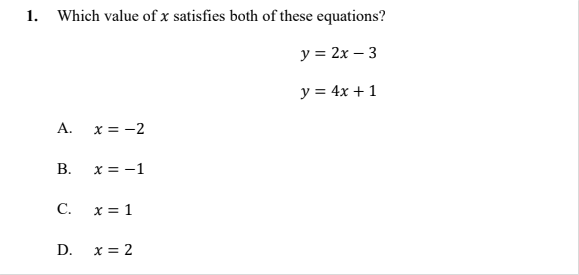 1. Which value of x satisfies both of these equations?
y = 2x − 3
y = 4x + 1
A. x = −2
B. x = −1
C. x = 1
D. x = 2